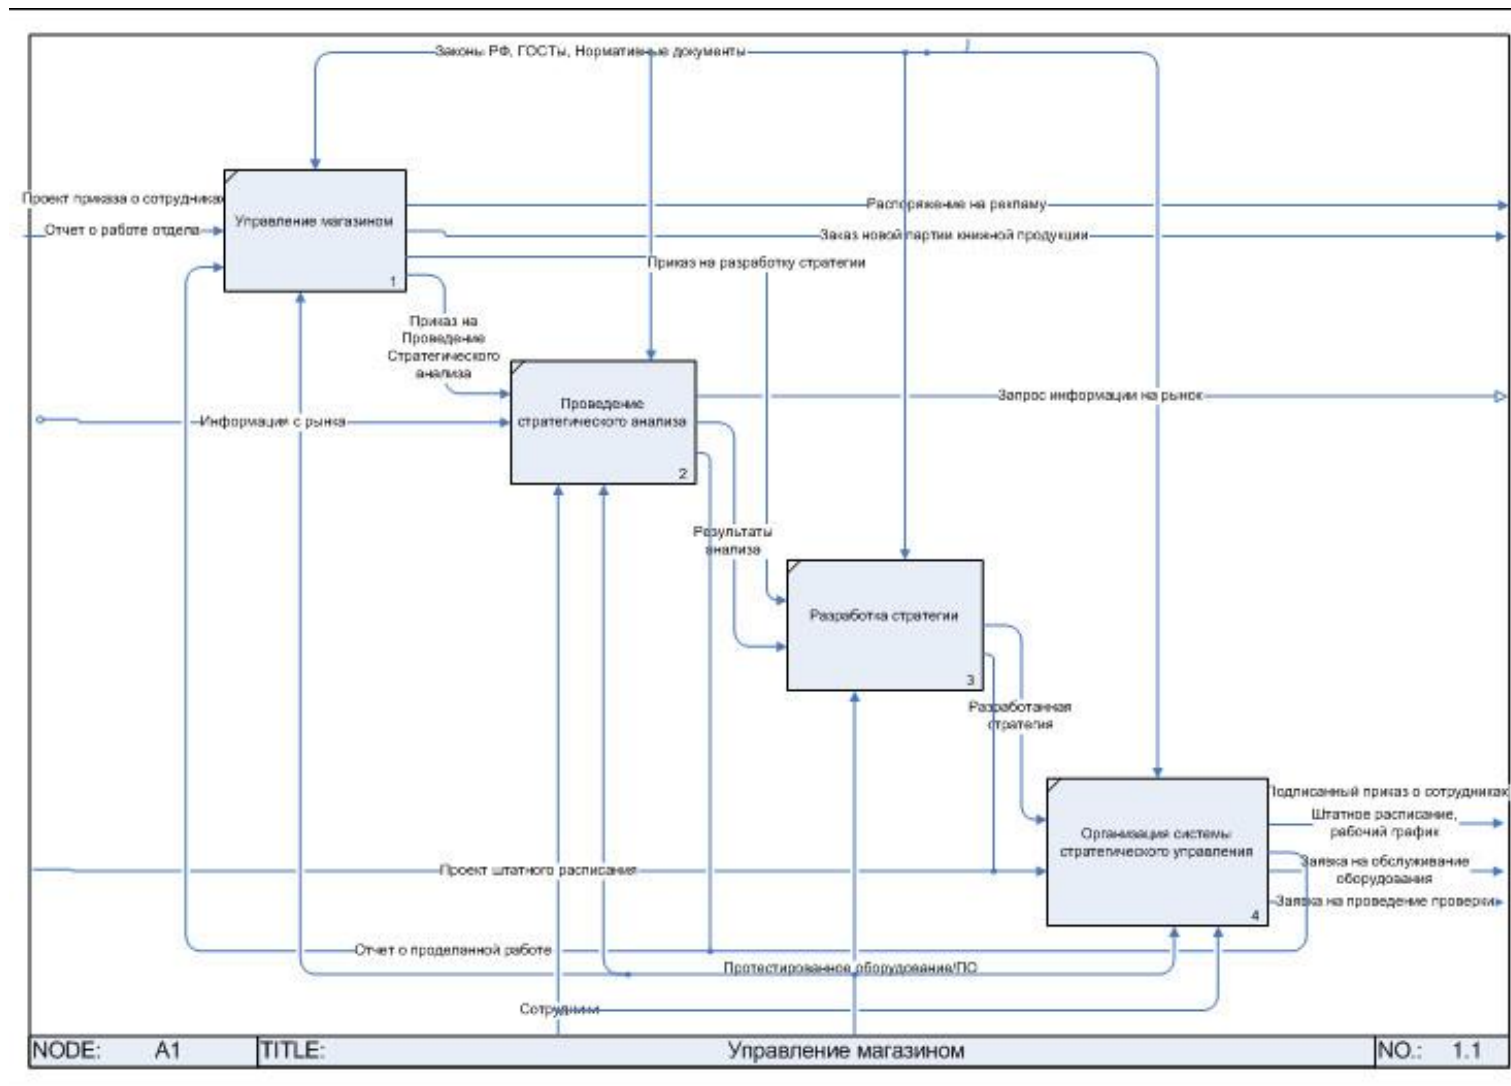 Законы РФ, ГОСТы, Нормативные документы
Проект приказа о сотрудниках
Управление магазином
Распоряжение на рекламу
Отчет о работе отдела
Заказ новой партии книжной продукции
Приказ на разработку стратегии
1
Приказ на
Проведение
Стратегического
анализа
Проведение
стратегического анализа
Запрос информации на рынок
Информация с рынка
2
Результаты
анализа
Разработка стратегии
3
Разработанная
стратегия
Подписанный приказ о сотрудниках
Штатное расписание,
рабочий график
Организация системы
стратегического управления
Проект штатного расписания
Заявка на обслуживание
оборудования
Заявка на проведение проверки
4
Отчет о проделанной работе
Протестированное оборудование/ПО
Сотрудники
NODE: A1 TITLE: Управление магазином NO.: 1.1